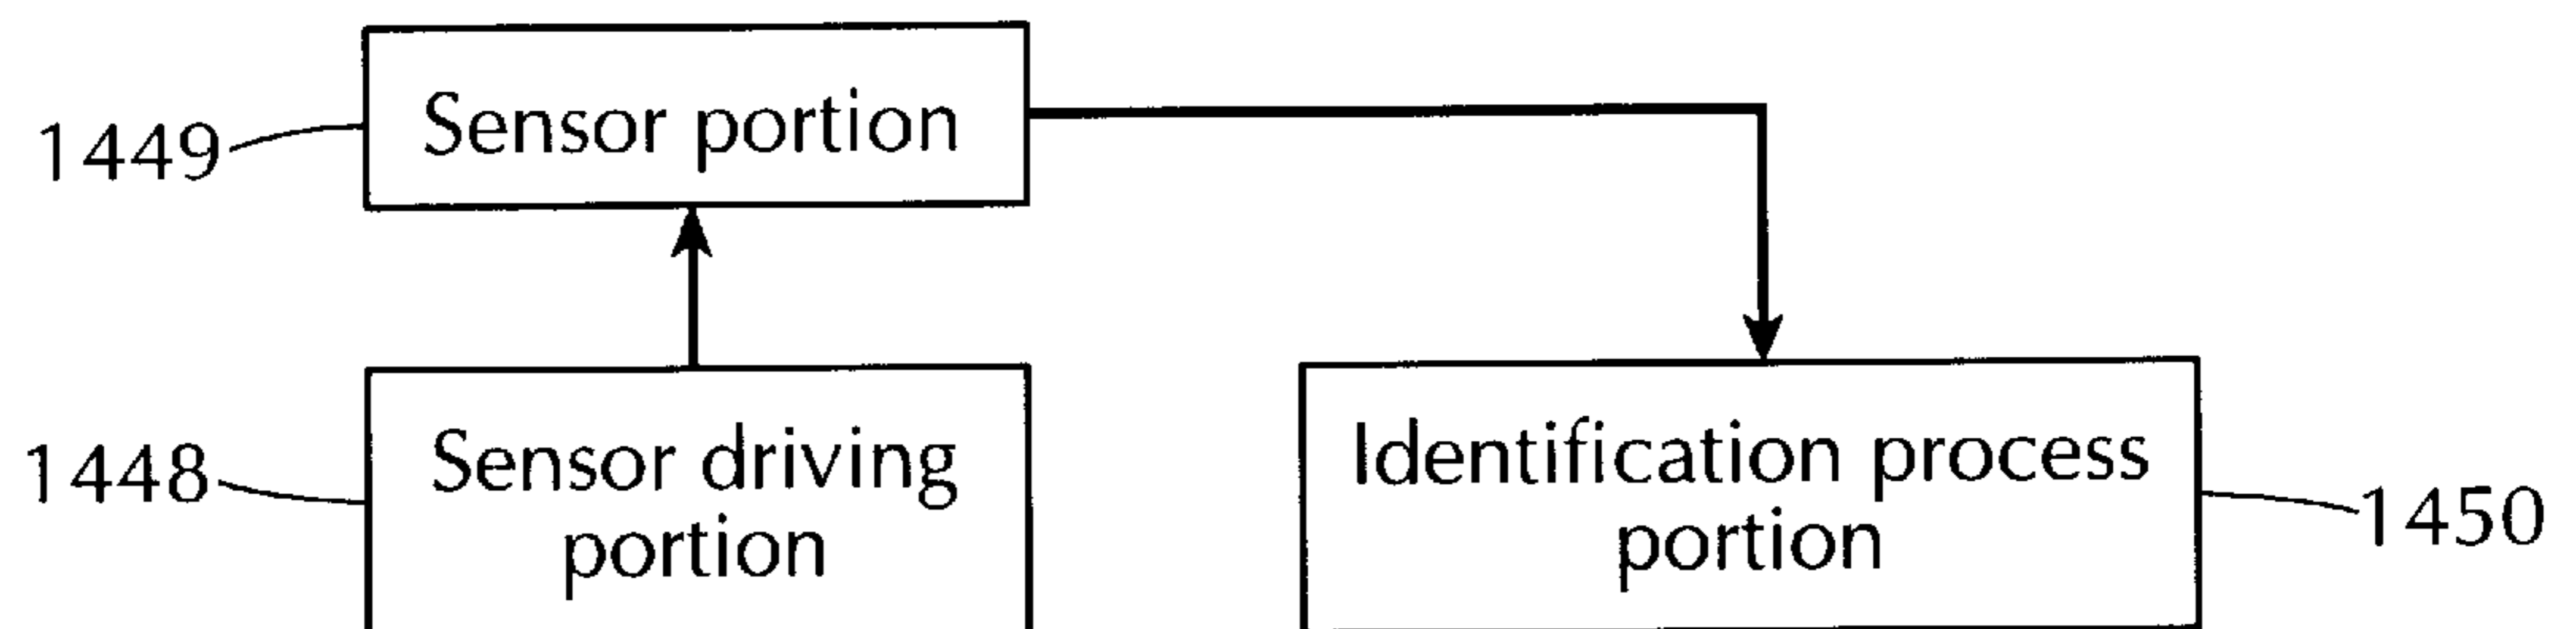 1449
Sensor portion
1448
Sensor driving
portion
Identification process
portion
1450